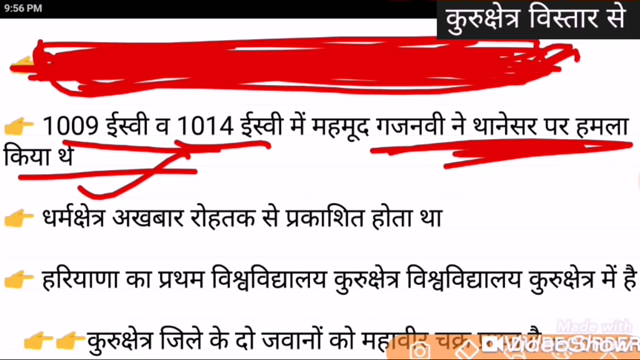 9:56 PM
कुरुक्षेत्र विस्तार से
👉 1009 ईस्वी व 1014 ईस्वी में महमूद गजनवी ने थानेसर पर हमला
किया थे
👉 धर्मक्षेत्र अखबार रोहतक से प्रकाशित होता था
👉 हरियाणा का प्रथम विश्वविद्यालय कुरुक्षेत्र विश्वविद्यालय कुरुक्षेत्र में है
Made with
👉👉 कुरुक्षेत्र जिले के दो जवानों को महावीर चक्र